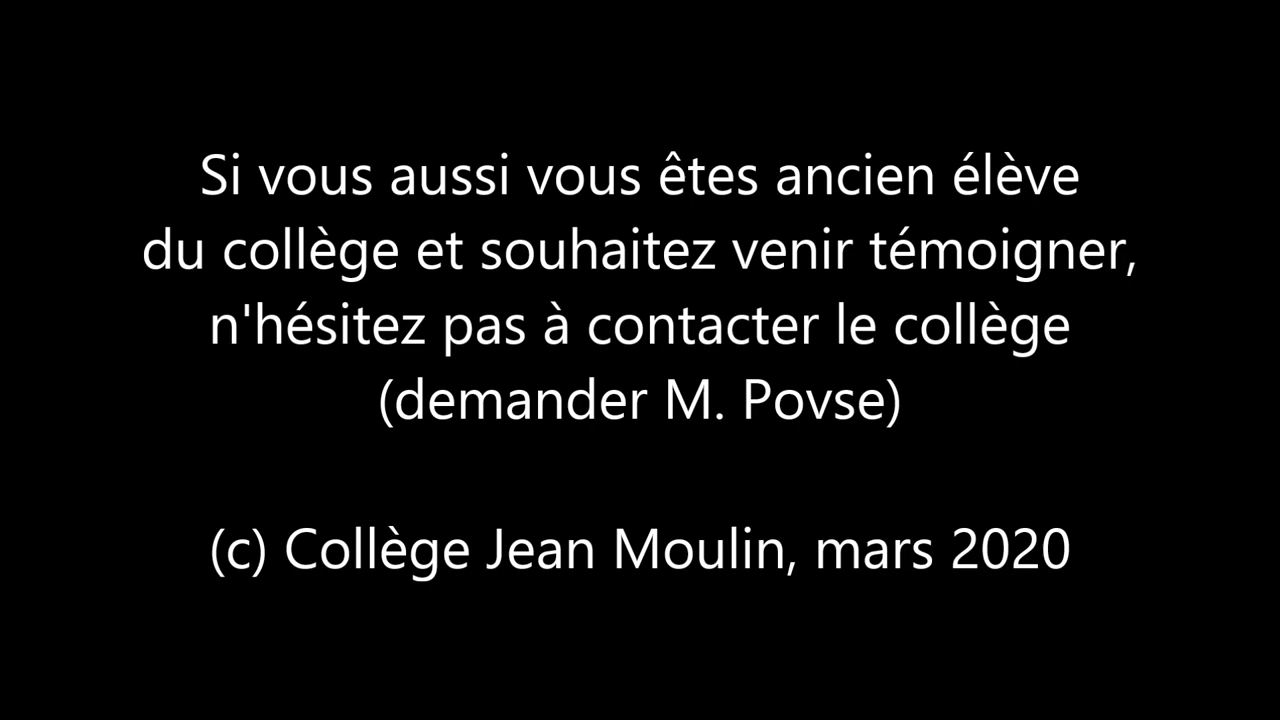 Si vous aussi vous êtes ancien élève
du collège et souhaitez venir témoigner,
n'hésitez pas à contacter le collège
(demander M. Povse)
(c) Collège Jean Moulin, mars 2020